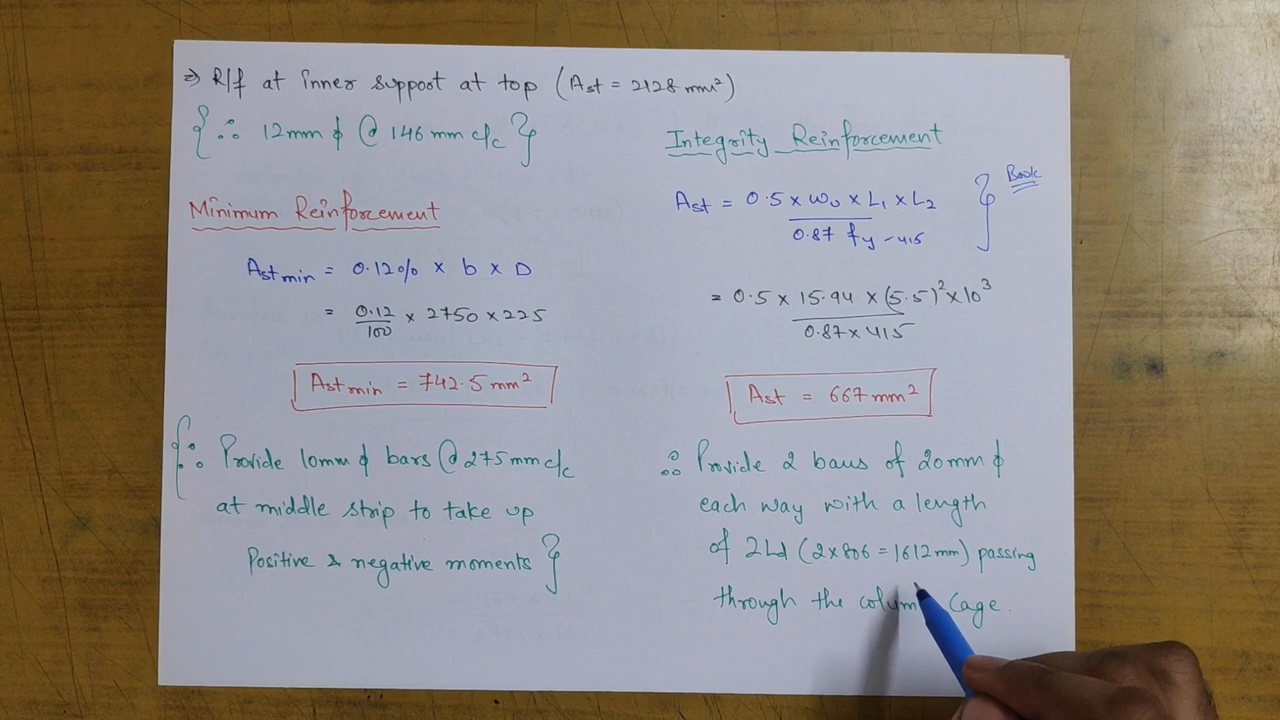 ⇒ R/f at inner support at top (Ast = 2128 mm²)
{ ∴ 12mm ϕ @ 146 mm c/c }
Minimum Reinforcement
Ast min = 0.12% × b × D
= 0.12/100 × 2750 × 225
Ast min = 742.5 mm²
{ ∴ Provide 10mm ϕ bars @ 275 mm c/c
at middle strip to take up
Positive & negative moments }
Integrity Reinforcement
Ast = 0.5 × w₀ × L₁ × L₂ } Book
0.87 fy - 415
= 0.5 × 15.94 × (5.5)² × 10³
0.87 × 415
Ast = 667 mm²
∴ Provide 2 bars of 20mm ϕ
each way with a length
of 2Ld (2×806 = 1612 mm) passing
through the column cage.